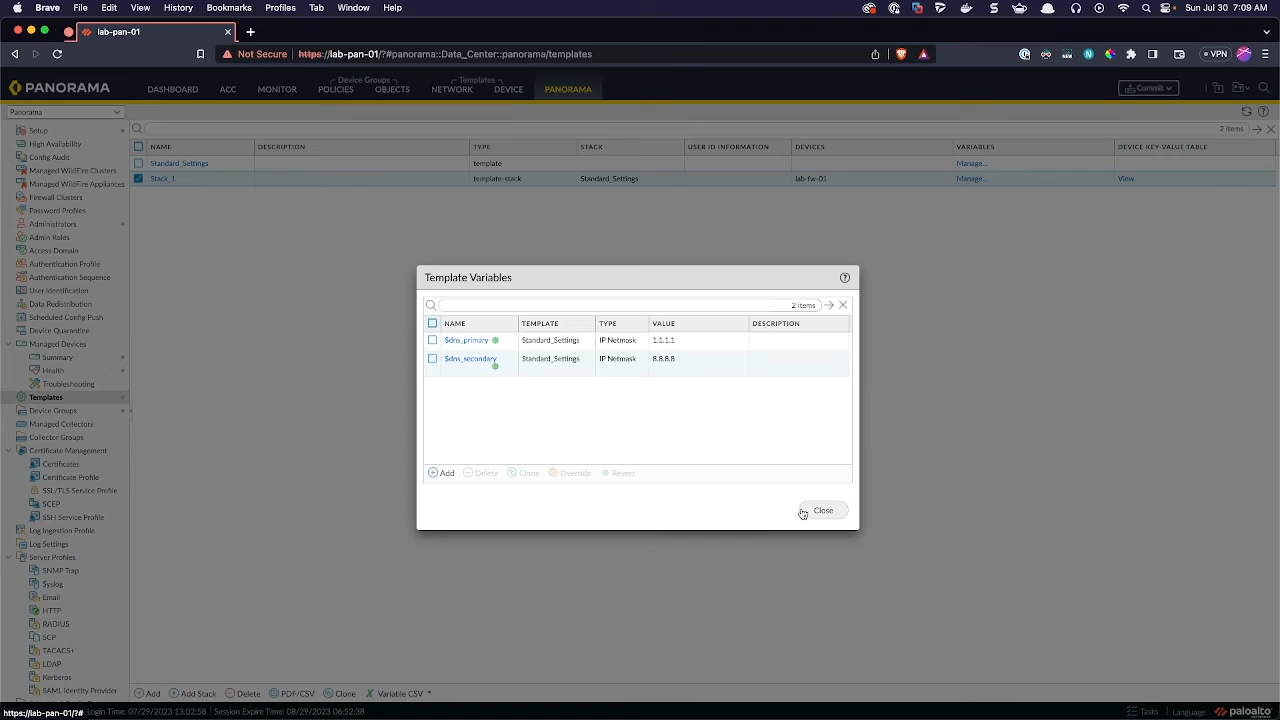 Brave File Edit View History Bookmarks Profiles Tab Window Help Sun Jul 30 7:09 AM
lab-pan-01
Not Secure https://lab-pan-01/?#panorama::Data_Center::panorama/templates VPN
PANORAMA
Device Groups Templates
DASHBOARD ACC MONITOR POLICIES OBJECTS NETWORK DEVICE PANORAMA Commit
Panorama
2 items
NAME DESCRIPTION TYPE STACK USER ID INFORMATION DEVICES VARIABLES DEVICE KEY-VALUE TABLE
Standard_Settings template Manage...
Stack_1 template-stack Standard_Settings lab-fw-01 Manage... View
Setup
High Availability
Config Audit
Managed WildFire Clusters
Managed WildFire Appliances
Firewall Clusters
Password Profiles
Administrators
Admin Roles
Access Domain
Authentication Profile
Authentication Sequence
User Identification
Data Redistribution
Scheduled Config Push
Device Quarantine
Managed Devices
Summary
Health
Troubleshooting
Templates
Device Groups
Managed Collectors
Collector Groups
Certificate Management
Certificates
Certificate Profile
SSL/TLS Service Profile
SCEP
SSH Service Profile
Log Ingestion Profile
Log Settings
Server Profiles
SNMP Trap
Syslog
Email
HTTP
RADIUS
SCP
TACACS+
LDAP
Kerberos
SAML Identity Provider
Template Variables
2 items
NAME TEMPLATE TYPE VALUE DESCRIPTION
$dns_primary Standard_Settings IP Netmask 1.1.1.1
$dns_secondary Standard_Settings IP Netmask 8.8.8.8
Add Delete Clone Override Revert
Close
Add Add Stack Delete PDF/CSV Clone Variable CSV
https://lab-pan-01/?# Login Time: 07/29/2023 13:02:58 | Session Expire Time: 08/29/2023 06:52:38 Tasks | Language paloalto